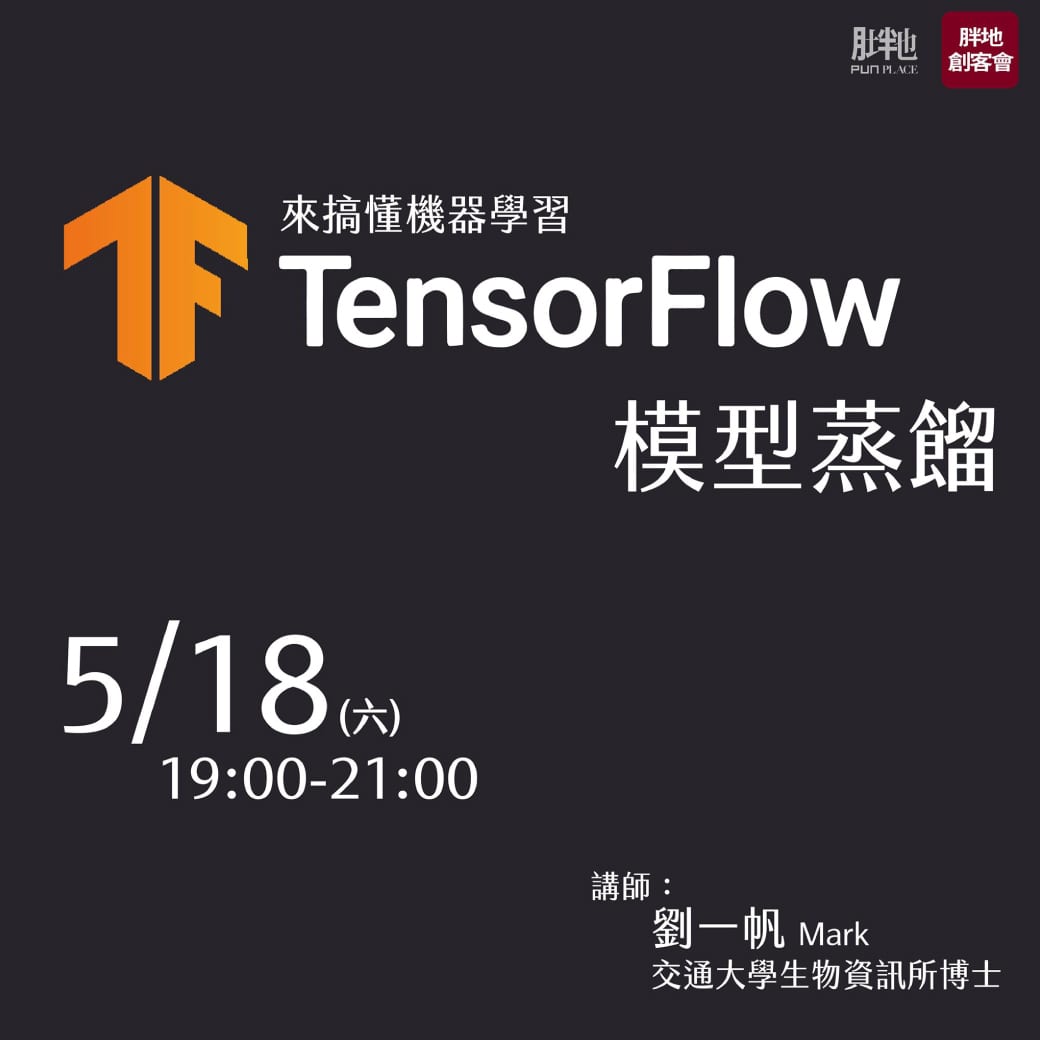 胖地
PUN PLACE
胖地
創客會
來搞懂機器學習
TensorFlow
模型蒸餾
5/18(六)
19:00-21:00
講師：
劉一帆 Mark
交通大學生物資訊所博士